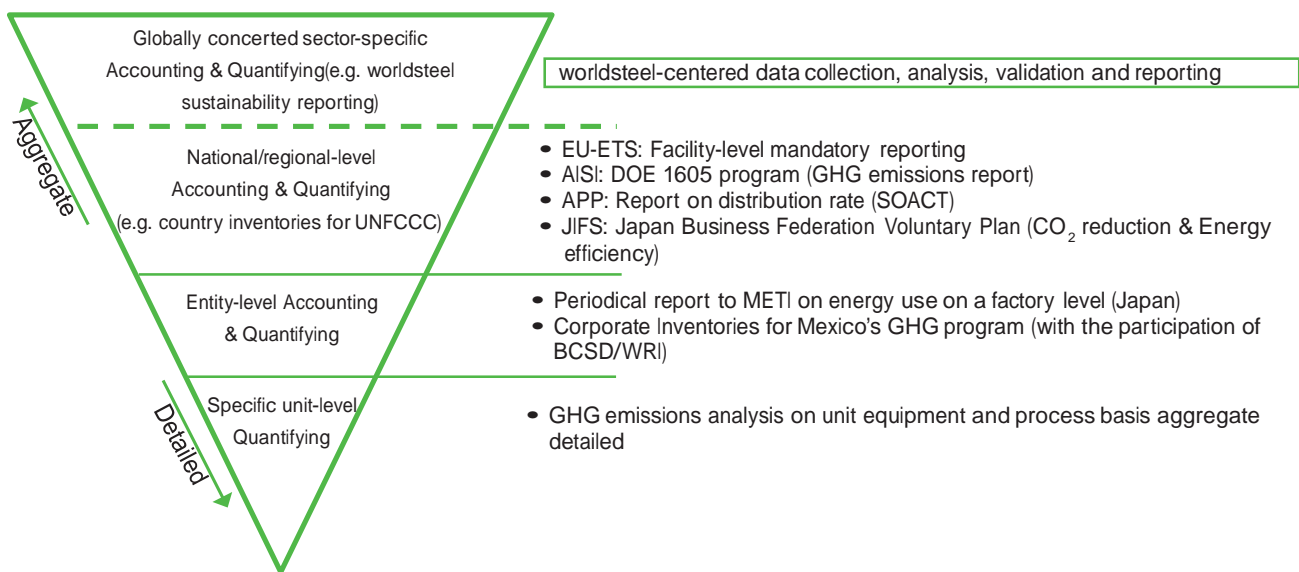 Globally concerted sector-specific
Accounting & Quantifying(e.g. worldsteel
sustainability reporting)
worldsteel-centered data collection, analysis, validation and reporting
Aggregate
National/regional-level
Accounting & Quantifying
(e.g. country inventories for UNFCCC)
• EU-ETS: Facility-level mandatory reporting
• AISI: DOE 1605 program (GHG emissions report)
• APP: Report on distribution rate (SOACT)
• JIFS: Japan Business Federation Voluntary Plan (CO₂ reduction & Energy
efficiency)
Entity-level Accounting
& Quantifying
• Periodical report to METI on energy use on a factory level (Japan)
• Corporate Inventories for Mexico's GHG program (with the participation of
BCSD/WRI)
Detailed
Specific unit-level
Quantifying
• GHG emissions analysis on unit equipment and process basis aggregate
detailed